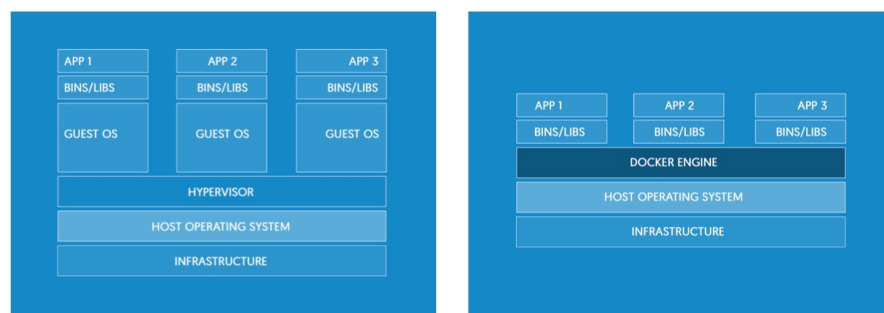 APP 1 APP 2 APP 3
BINS/LIBS BINS/LIBS BINS/LIBS
GUEST OS GUEST OS GUEST OS
HYPERVISOR
HOST OPERATING SYSTEM
INFRASTRUCTURE
APP 1 APP 2 APP 3
BINS/LIBS BINS/LIBS BINS/LIBS
DOCKER ENGINE
HOST OPERATING SYSTEM
INFRASTRUCTURE